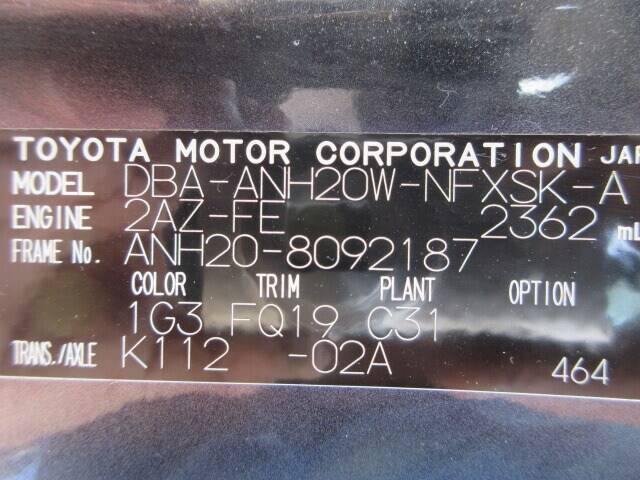 TOYOTA MOTOR CORPORATION JAP
MODEL DBA-ANH20W-NFXSK-A
ENGINE 2AZ-FE 2362 mL
FRAME No. ANH20-8092187
COLOR TRIM PLANT OPTION
1G3 FQ19 C31
TRANS./AXLE K112 -02A 464